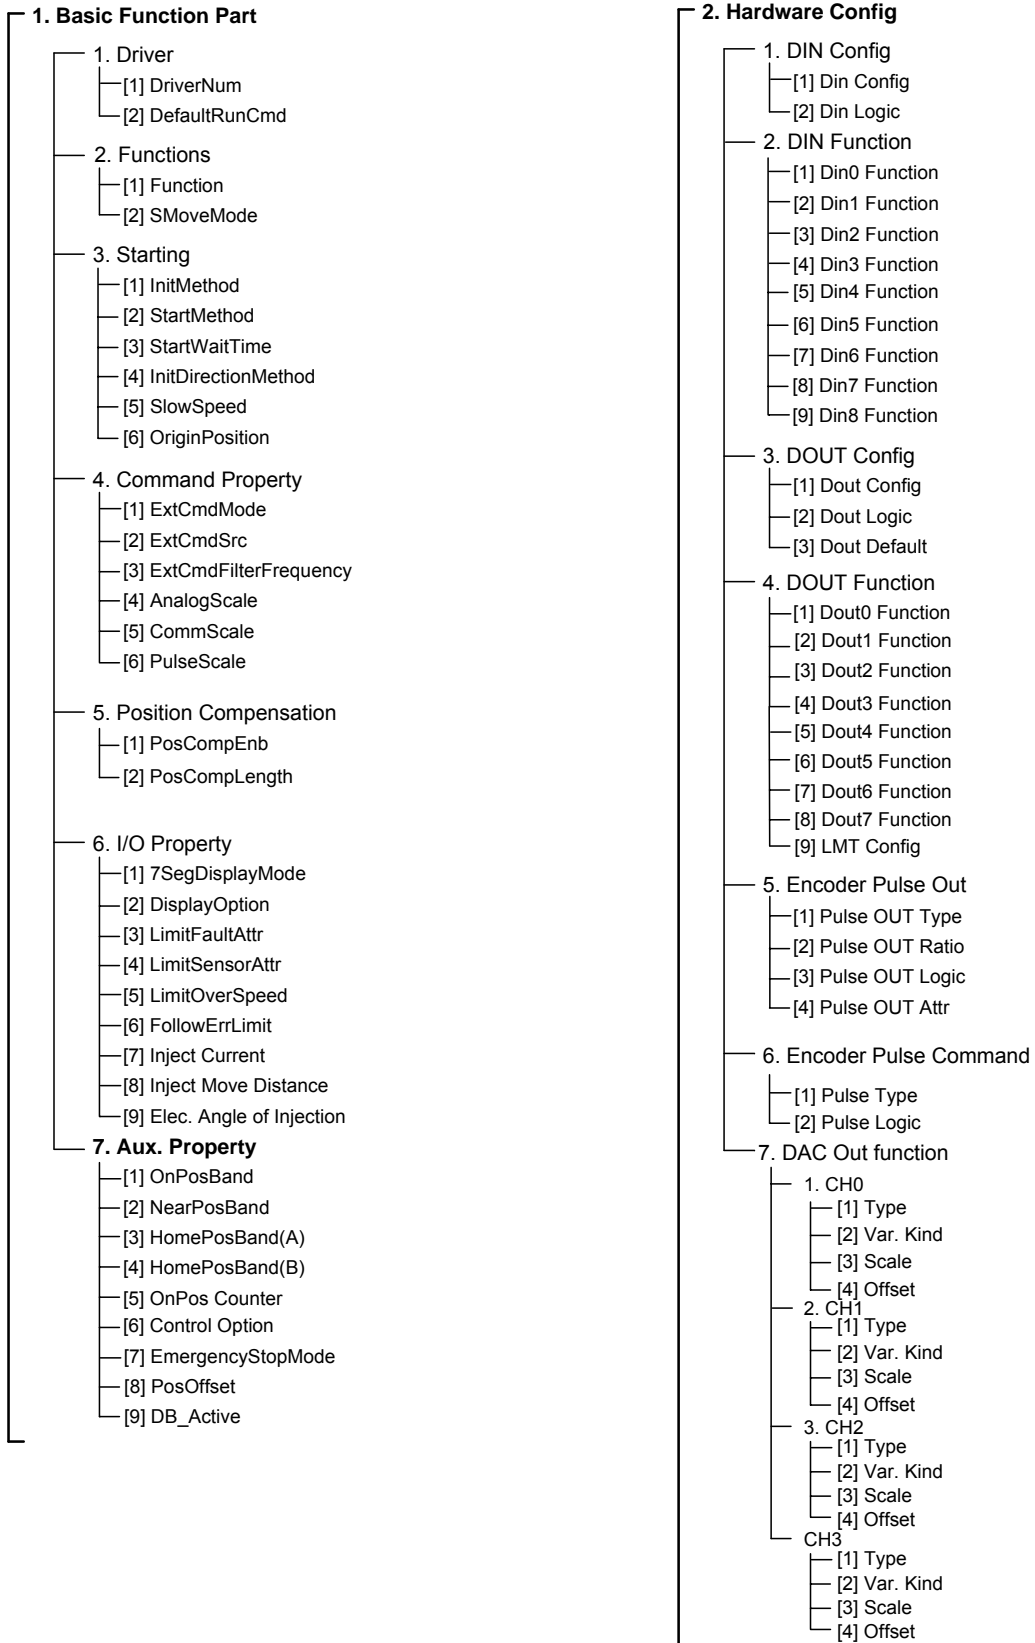 1. Basic Function Part
1. Driver
[1] DriverNum
[2] DefaultRunCmd
2. Functions
[1] Function
[2] SMoveMode
3. Starting
[1] InitMethod
[2] StartMethod
[3] StartWaitTime
[4] InitDirectionMethod
[5] SlowSpeed
[6] OriginPosition
4. Command Property
[1] ExtCmdMode
[2] ExtCmdSrc
[3] ExtCmdFilterFrequency
[4] AnalogScale
[5] CommScale
[6] PulseScale
5. Position Compensation
[1] PosCompEnb
[2] PosCompLength
6. I/O Property
[1] 7SegDisplayMode
[2] DisplayOption
[3] LimitFaultAttr
[4] LimitSensorAttr
[5] LimitOverSpeed
[6] FollowErrLimit
[7] Inject Current
[8] Inject Move Distance
[9] Elec. Angle of Injection
7. Aux. Property
[1] OnPosBand
[2] NearPosBand
[3] HomePosBand(A)
[4] HomePosBand(B)
[5] OnPos Counter
[6] Control Option
[7] EmergencyStopMode
[8] PosOffset
[9] DB_Active
2. Hardware Config
1. DIN Config
[1] Din Config
[2] Din Logic
2. DIN Function
[1] Din0 Function
[2] Din1 Function
[3] Din2 Function
[4] Din3 Function
[5] Din4 Function
[6] Din5 Function
[7] Din6 Function
[8] Din7 Function
[9] Din8 Function
3. DOUT Config
[1] Dout Config
[2] Dout Logic
[3] Dout Default
4. DOUT Function
[1] Dout0 Function
[2] Dout1 Function
[3] Dout2 Function
[4] Dout3 Function
[5] Dout4 Function
[6] Dout5 Function
[7] Dout6 Function
[8] Dout7 Function
[9] LMT Config
5. Encoder Pulse Out
[1] Pulse OUT Type
[2] Pulse OUT Ratio
[3] Pulse OUT Logic
[4] Pulse OUT Attr
6. Encoder Pulse Command
[1] Pulse Type
[2] Pulse Logic
7. DAC Out function
1. CH0
[1] Type
[2] Var. Kind
[3] Scale
[4] Offset
2. CH1
[1] Type
[2] Var. Kind
[3] Scale
[4] Offset
3. CH2
[1] Type
[2] Var. Kind
[3] Scale
[4] Offset
CH3
[1] Type
[2] Var. Kind
[3] Scale
[4] Offset